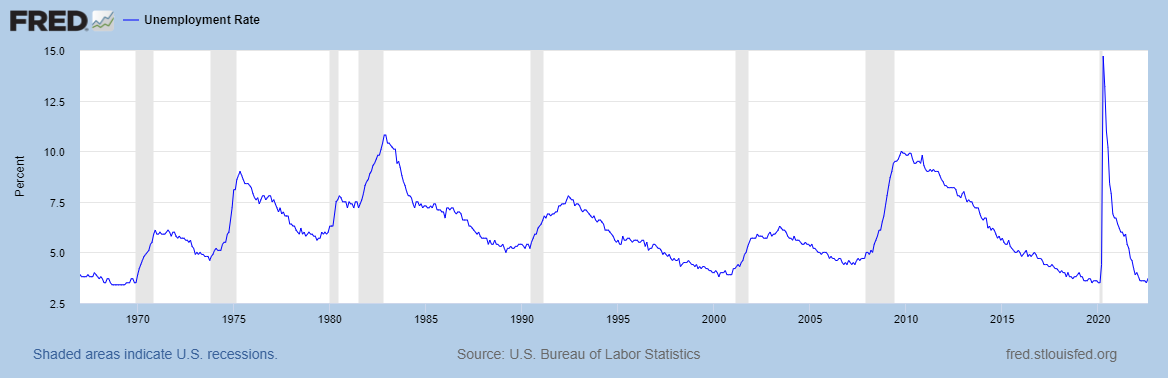 FRED
Unemployment Rate
15.0
12.5
10.0
7.5
5.0
2.5
Percent
1970 1975 1980 1985 1990 1995 2000 2005 2010 2015 2020
Shaded areas indicate U.S. recessions. Source: U.S. Bureau of Labor Statistics fred.stlouisfed.org